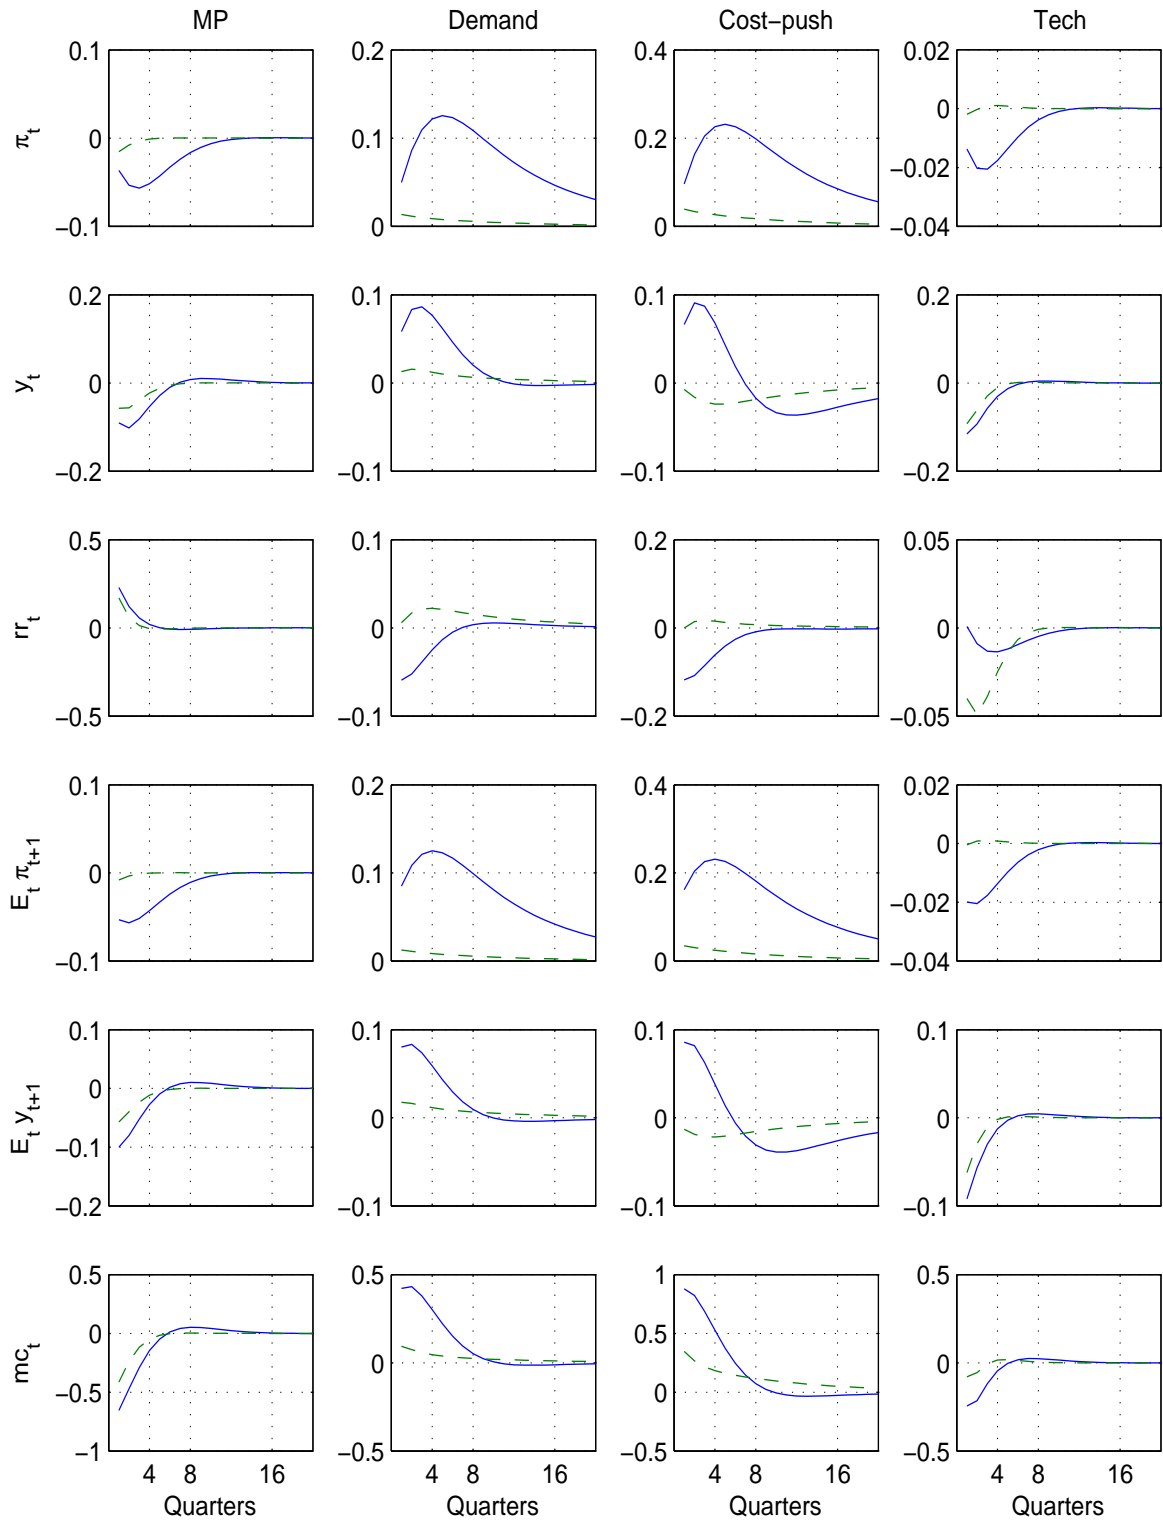 MP Demand Cost-push Tech
π_t 0.1 0 -0.1 0.2 0.1 0 0.4 0.2 0 0.02 0 -0.02 -0.04
y_t 0.2 0 -0.2 0.1 0 -0.1 0.1 0 -0.1 0.2 0 -0.2
rr_t 0.5 0 -0.5 0.1 0 -0.1 0.2 0 -0.2 0.05 0 -0.05
E_t π_{t+1} 0.1 0 -0.1 0.2 0.1 0 0.4 0.2 0 0.02 0 -0.02 -0.04
E_t y_{t+1} 0.1 0 -0.1 -0.2 0.1 0 -0.1 0.1 0 -0.1 0.1 0 -0.1
mc_t 0.5 0 -0.5 -1 0.5 0 -0.5 1 0.5 0 -0.5 0.5 0 -0.5
4 8 16 4 8 16 4 8 16 4 8 16
Quarters Quarters Quarters Quarters